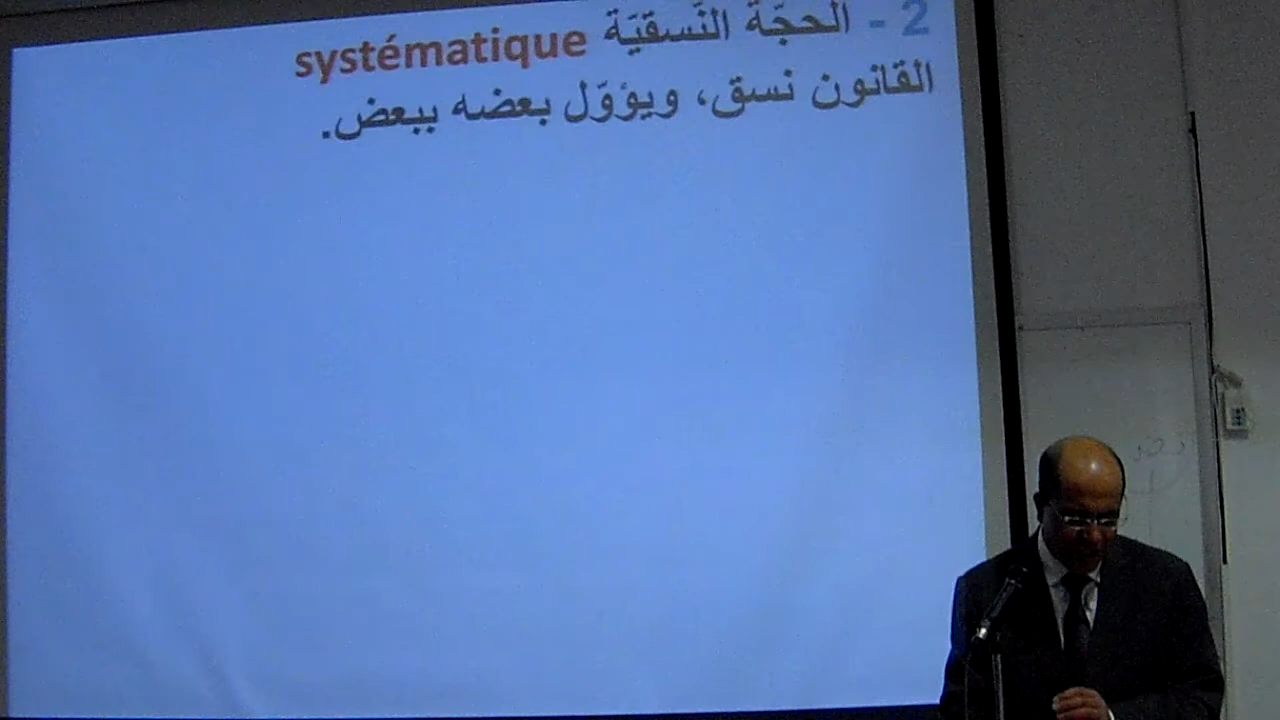 2 - الحجّة النّسقيّة systématique
القانون نسق، ويؤوّل بعضه ببعض.